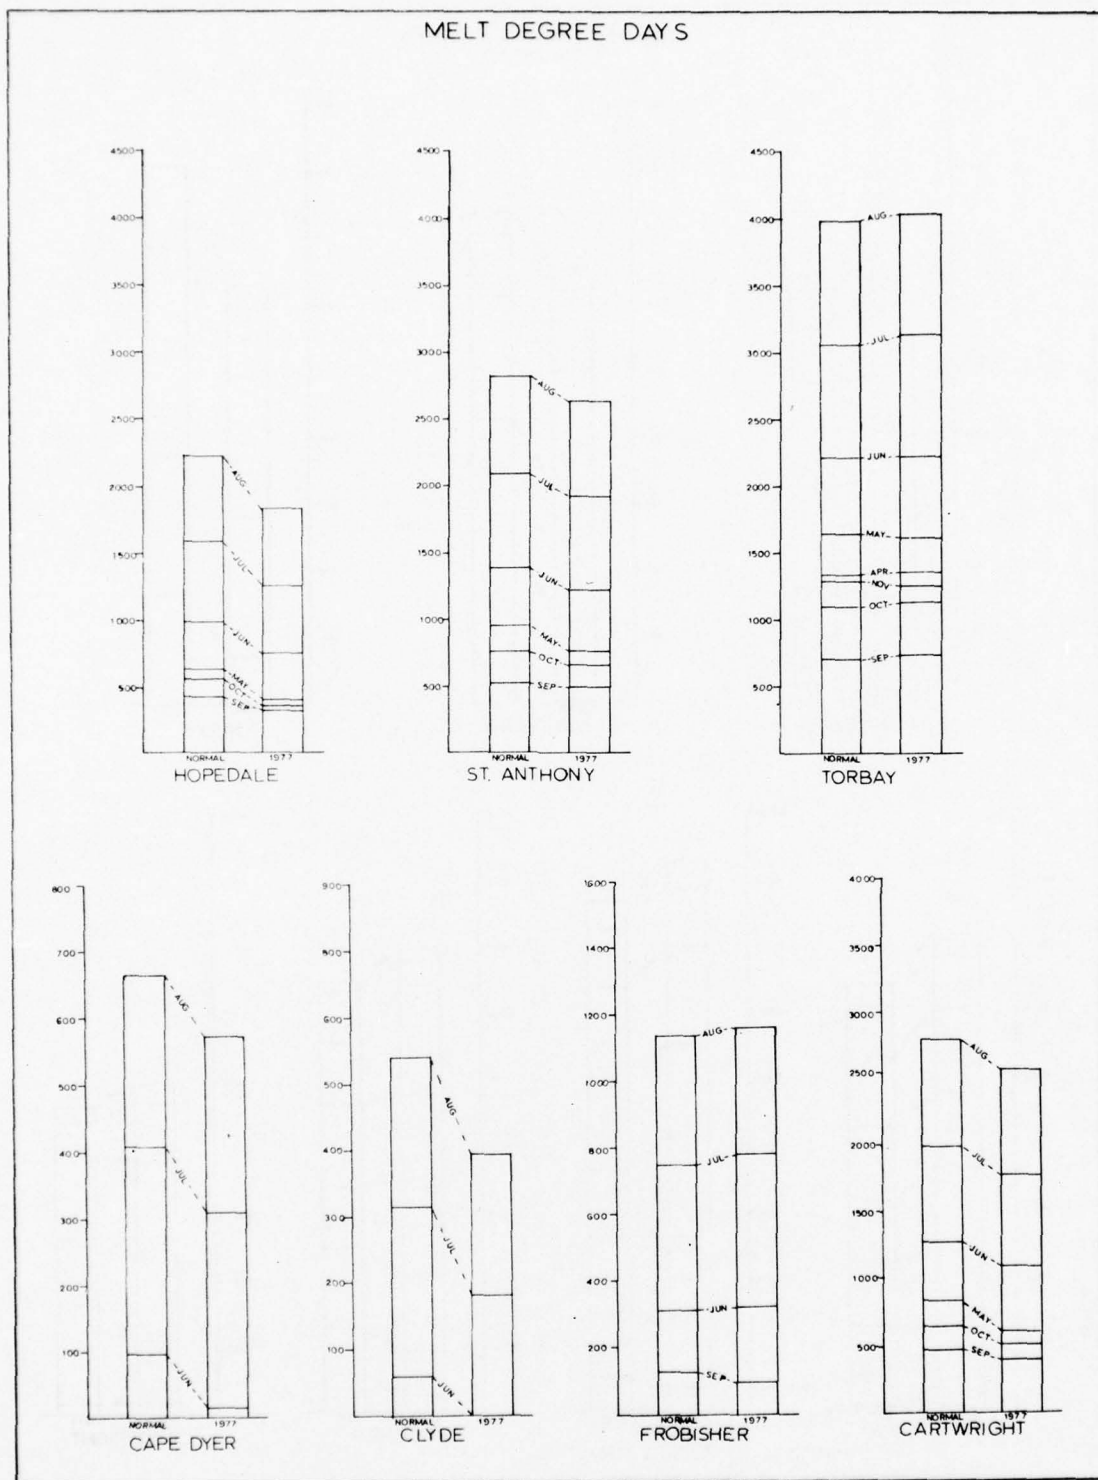 MELT DEGREE DAYS
4500
4000
3500
3000
2500
2000
1500
1000
500
AUG
JUL
JUN
MAY
OCT
SEP
NORMAL 1977
HOPEDALE
4500
4000
3500
3000
2500
2000
1500
1000
500
AUG
JUL
JUN
MAY
OCT
SEP
NORMAL 1977
ST. ANTHONY
4500
4000
3500
3000
2500
2000
1500
1000
500
AUG
JUL
JUN
MAY
APR
NOV
OCT
SEP
NORMAL 1977
TORBAY
800
700
600
500
400
300
200
100
AUG
JUL
JUN
NORMAL 1977
CAPE DYER
900
800
700
600
500
400
300
200
100
AUG
JUL
JUN
NORMAL 1977
CLYDE
1600
1400
1200
1000
800
600
400
200
AUG
JUL
JUN
SEP
NORMAL 1977
FROBISHER
4000
3500
3000
2500
2000
1500
1000
500
AUG
JUL
JUN
MAY
OCT
SEP
NORMAL 1977
CARTWRIGHT